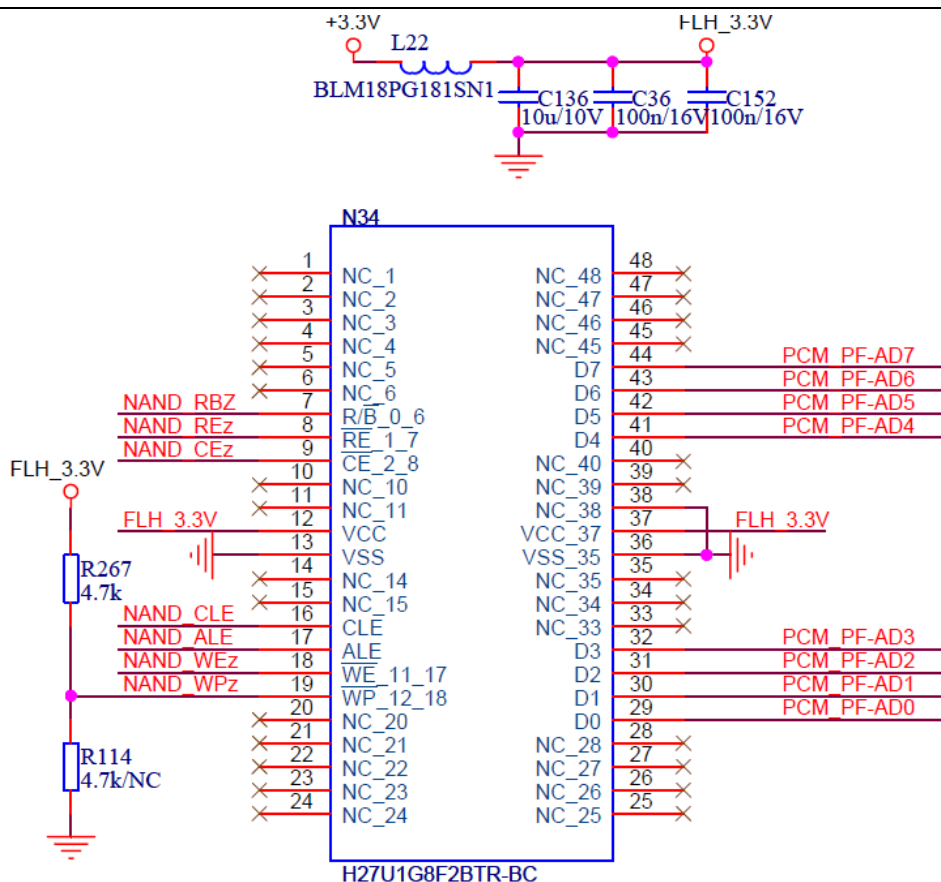 +3.3V
FLH_3.3V
L22
BLM18PG181SN1
C136
C36
C152
10u/10V
100n/16V
100n/16V
N34
1 NC_1
2 NC_2
3 NC_3
4 NC_4
5 NC_5
6 NC_6
NAND_RBZ 7 R/B_0_6
NAND_REz 8 RE_1_7
NAND_CEz 9 CE_2_8
10 NC_10
11 NC_11
FLH_3.3V 12 VCC
13 VSS
14 NC_14
15 NC_15
NAND_CLE 16 CLE
NAND_ALE 17 ALE
NAND_WEz 18 WE_11_17
NAND_WPz 19 WP_12_18
20 NC_20
21 NC_21
22 NC_22
23 NC_23
24 NC_24
NC_48 48
NC_47 47
NC_46 46
NC_45 45
D7 44 PCM_PF-AD7
D6 43 PCM_PF-AD6
D5 42 PCM_PF-AD5
D4 41 PCM_PF-AD4
NC_40 40
NC_39 39
NC_38 38
VCC_37 37 FLH_3.3V
VSS_35 36
NC_35 35
NC_34 34
NC_33 33
D3 32 PCM_PF-AD3
D2 31 PCM_PF-AD2
D1 30 PCM_PF-AD1
D0 29 PCM_PF-AD0
NC_28 28
NC_27 27
NC_26 26
NC_25 25
FLH_3.3V
R267
4.7k
R114
4.7k/NC
H27U1G8F2BTR-BC